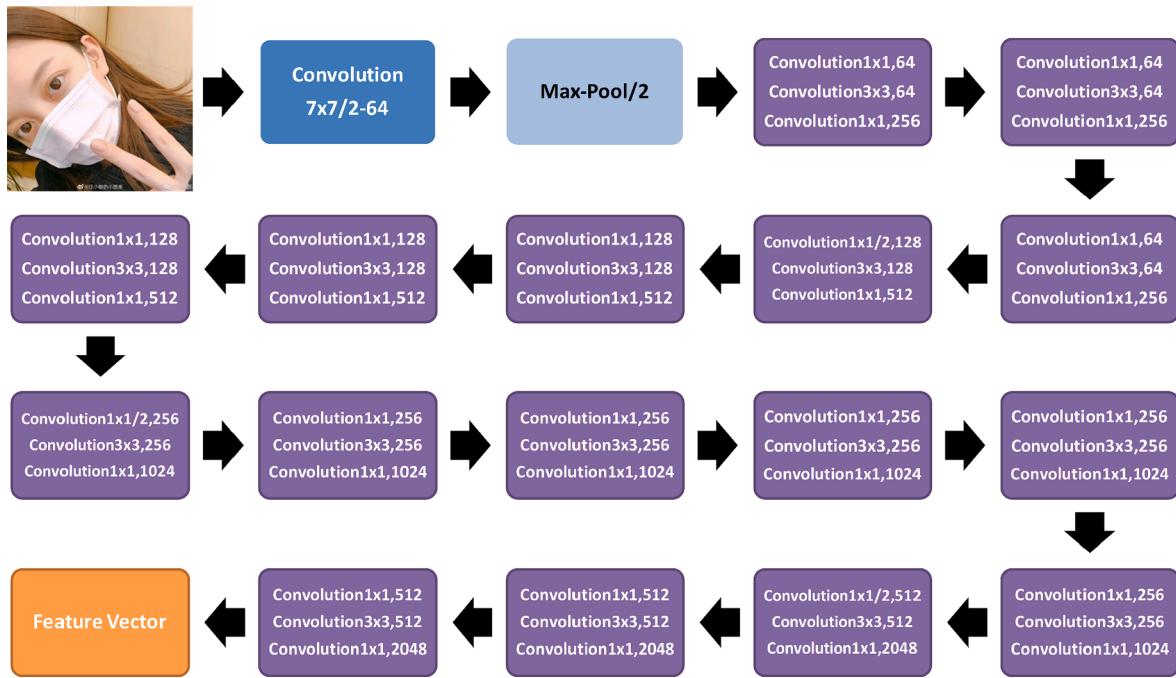 Convolution
7x7/2-64
Max-Pool/2
Convolution1x1,64
Convolution3x3,64
Convolution1x1,256
Convolution1x1,64
Convolution3x3,64
Convolution1x1,256
Convolution1x1,64
Convolution3x3,64
Convolution1x1,256
Convolution1x1/2,128
Convolution3x3,128
Convolution1x1,512
Convolution1x1,128
Convolution3x3,128
Convolution1x1,512
Convolution1x1,128
Convolution3x3,128
Convolution1x1,512
Convolution1x1,128
Convolution3x3,128
Convolution1x1,512
Convolution1x1/2,256
Convolution3x3,256
Convolution1x1,1024
Convolution1x1,256
Convolution3x3,256
Convolution1x1,1024
Convolution1x1,256
Convolution3x3,256
Convolution1x1,1024
Convolution1x1,256
Convolution3x3,256
Convolution1x1,1024
Convolution1x1,256
Convolution3x3,256
Convolution1x1,1024
Convolution1x1,256
Convolution3x3,256
Convolution1x1,1024
Convolution1x1/2,512
Convolution3x3,512
Convolution1x1,2048
Convolution1x1,512
Convolution3x3,512
Convolution1x1,2048
Convolution1x1,512
Convolution3x3,512
Convolution1x1,2048
Feature Vector